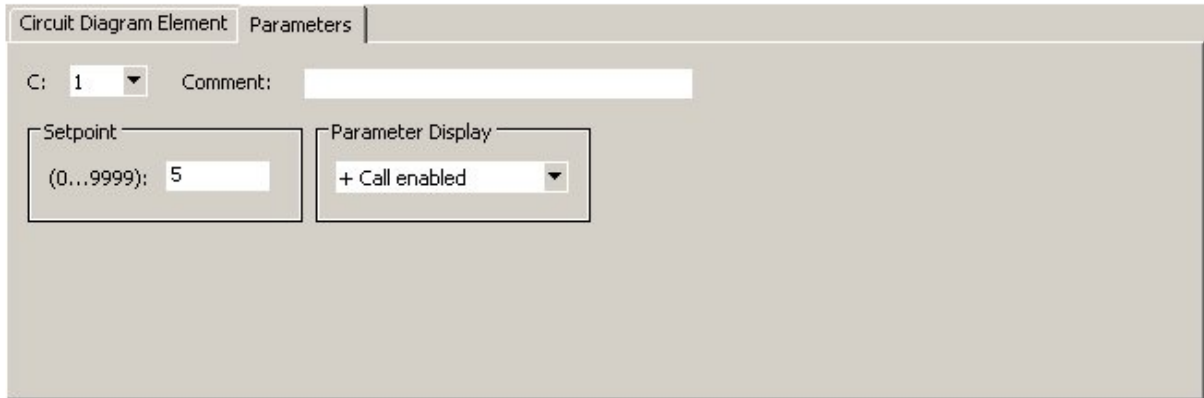 Circuit Diagram Element Parameters
C: 1 Comment:
Setpoint Parameter Display
(0...9999): 5 + Call enabled